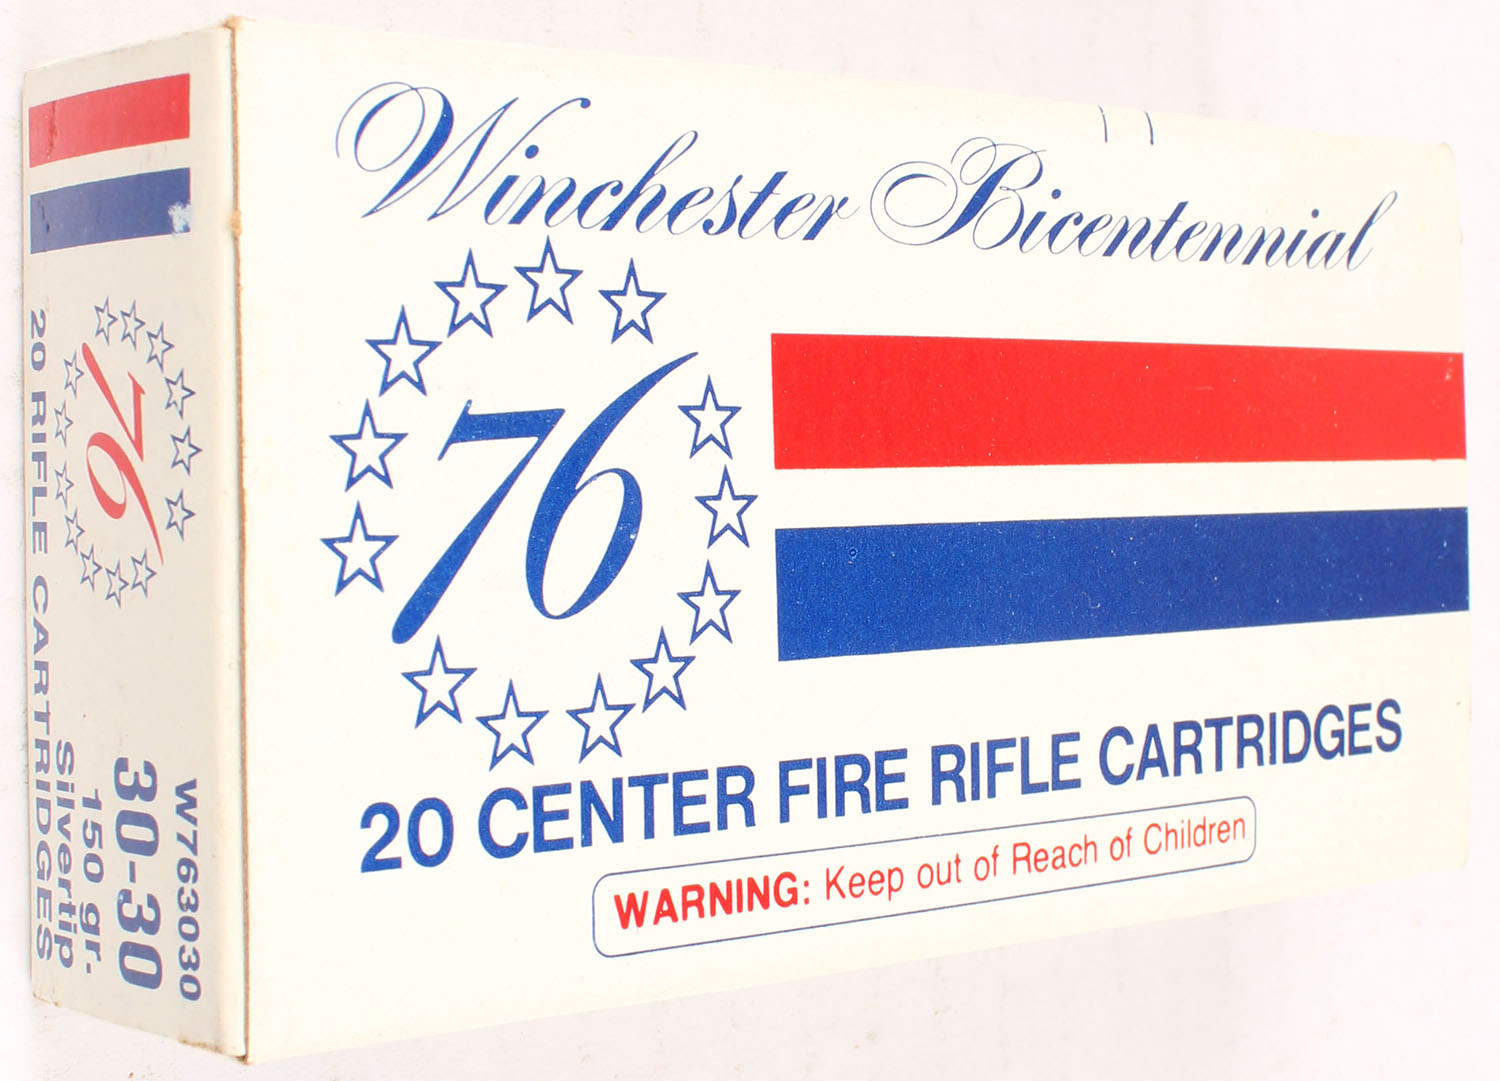 Winchester Bicentennial
76
20 CENTER FIRE RIFLE CARTRIDGES
WARNING: Keep out of Reach of Children
76
W763030
30-30
150 gr.
Silvertip
20 RIFLE CARTRIDGES